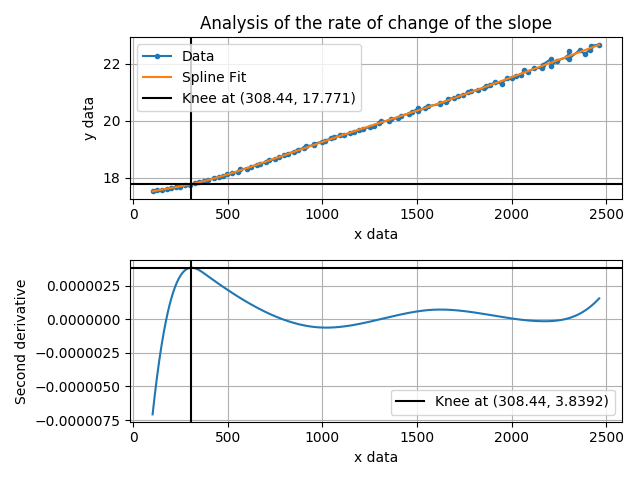 Analysis of the rate of change of the slope
22
20
18
y data
Data
Spline Fit
Knee at (308.44, 17.771)
0
500
1000
1500
2000
2500
x data
0.0000025
0.0000000
−0.0000025
−0.0000050
−0.0000075
Second derivative
Knee at (308.44, 3.8392)
0
500
1000
1500
2000
2500
x data